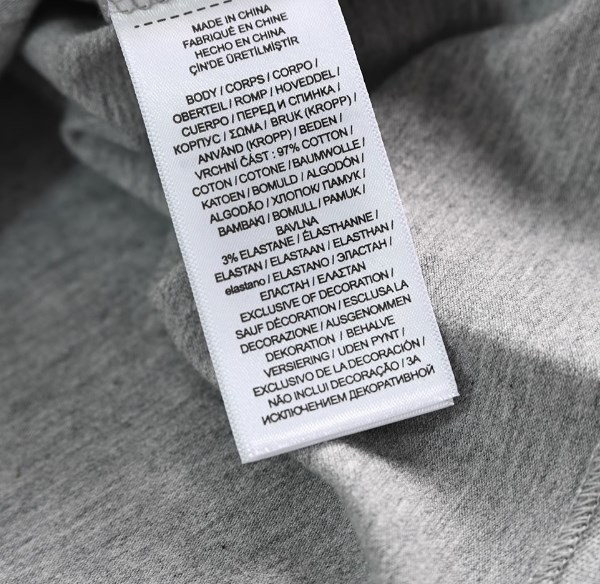 MADE IN CHINA
FABRIQUÉ EN CHINE
HECHO EN CHINA
ÇİN'DE ÜRETİLMİŞTİR
BODY / CORPS / CORPO /
OBERTEIL / ROMP / HOVEDDEL /
CUERPO / ПЕРЕД И СПИНКА /
КОРПУС / ΣΩΜΑ / BRUK (KROPP) /
ANVÄND (KROPP) / BEDEN /
VRCHNÍ ČÁST : 97% COTTON /
COTON / COTONE / BAUMWOLLE /
KATOEN / BOMULD / ALGODÓN /
ALGODÃO / ХЛОПОК/ ПАМУК /
ΒΑΜΒΑΚΙ / BOMULL / PAMUK /
BAVLNA
3% ELASTANE / ÉLASTHANNE /
ELASTAN / ELASTAAN / ELASTHAN /
elastano / ELASTANO / ЭЛАСТАН /
ЕЛАСТАН / ΕΛΑΣΤΑΝ
EXCLUSIVE OF DECORATION /
SAUF DÉCORATION / ESCLUSA LA
DECORAZIONE / AUSGENOMMEN
DEKORATION / BEHALVE
VERSIERING / UDEN PYNT /
EXCLUSIVO DE LA DECORACIÓN /
NÃO INCLUI DECORAÇÃO / ЗА
ИСКЛЮЧЕНИЕМ ДЕКОРАТИВНОЙ